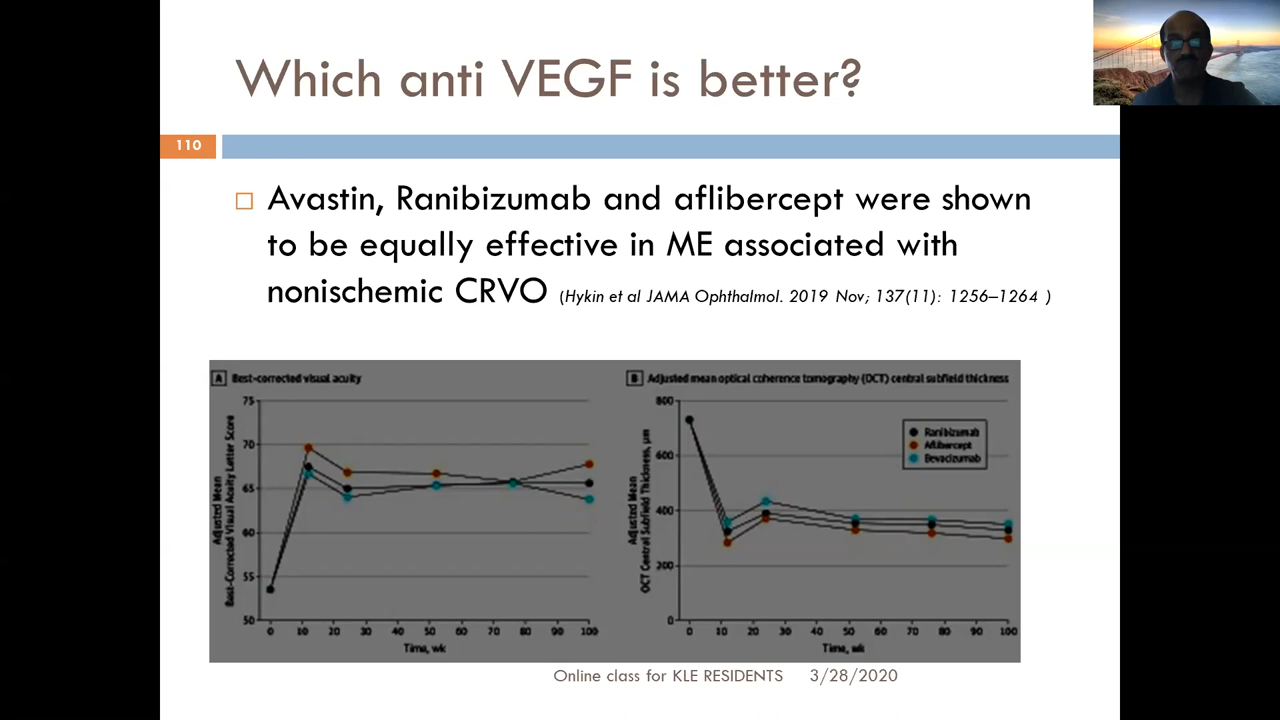 Which anti VEGF is better?
110
Avastin, Ranibizumab and aflibercept were shown
to be equally effective in ME associated with
nonischemic CRVO (Hykin et al JAMA Ophthalmol. 2019 Nov; 137(11): 1256–1264 )
A Best-corrected visual acuity
75
70
65
60
55
50
Adjusted Mean
Best-Corrected Visual Acuity Letter Score
0 10 20 30 40 50 60 70 80 90 100
Time, wk
B Adjusted mean optical coherence tomography (OCT) central subfield thickness
800
600
400
200
0
Adjusted Mean
OCT Central Subfield Thickness, μm
Ranibizumab
Aflibercept
Bevacizumab
0 10 20 30 40 50 60 70 80 90 100
Time, wk
Online class for KLE RESIDENTS 3/28/2020